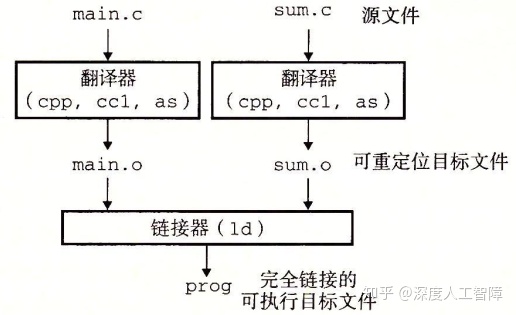 main.c
sum.c
源文件
翻译器
(cpp, cc1, as)
翻译器
(cpp, cc1, as)
main.o
sum.o
可重定位目标文件
链接器(ld)
prog
完全链接的
可执行目标文件
知乎 @深度人工智障